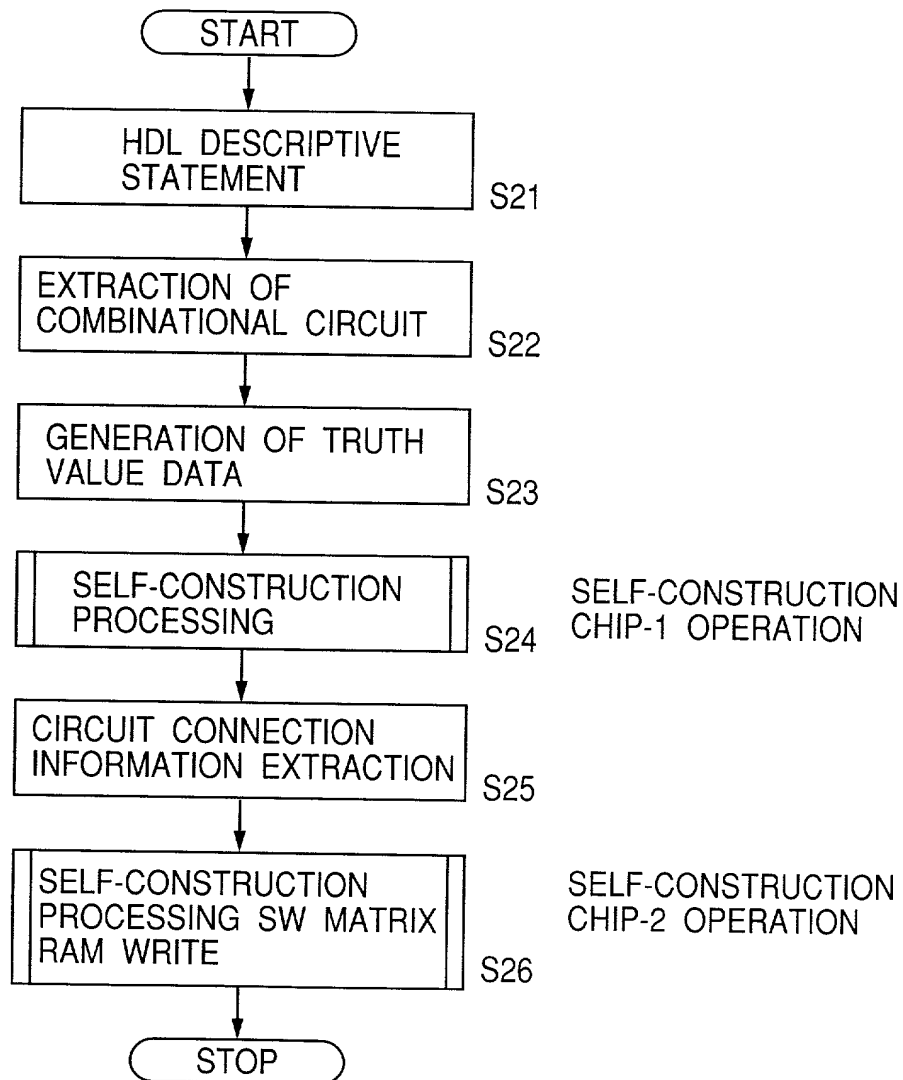 START
HDL DESCRIPTIVE
STATEMENT
S21
EXTRACTION OF
COMBINATIONAL CIRCUIT
S22
GENERATION OF TRUTH
VALUE DATA
S23
SELF-CONSTRUCTION
PROCESSING
S24
SELF-CONSTRUCTION
CHIP-1 OPERATION
CIRCUIT CONNECTION
INFORMATION EXTRACTION
S25
SELF-CONSTRUCTION
PROCESSING SW MATRIX
RAM WRITE
S26
SELF-CONSTRUCTION
CHIP-2 OPERATION
STOP